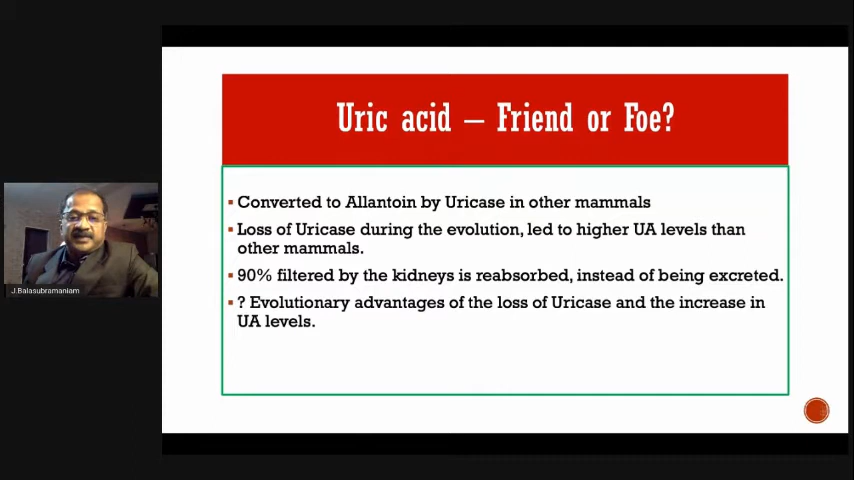 Uric acid – Friend or Foe?
Converted to Allantoin by Uricase in other mammals
Loss of Uricase during the evolution, led to higher UA levels than
other mammals.
90% filtered by the kidneys is reabsorbed, instead of being excreted.
? Evolutionary advantages of the loss of Uricase and the increase in
UA levels.
J.Balasubramaniam